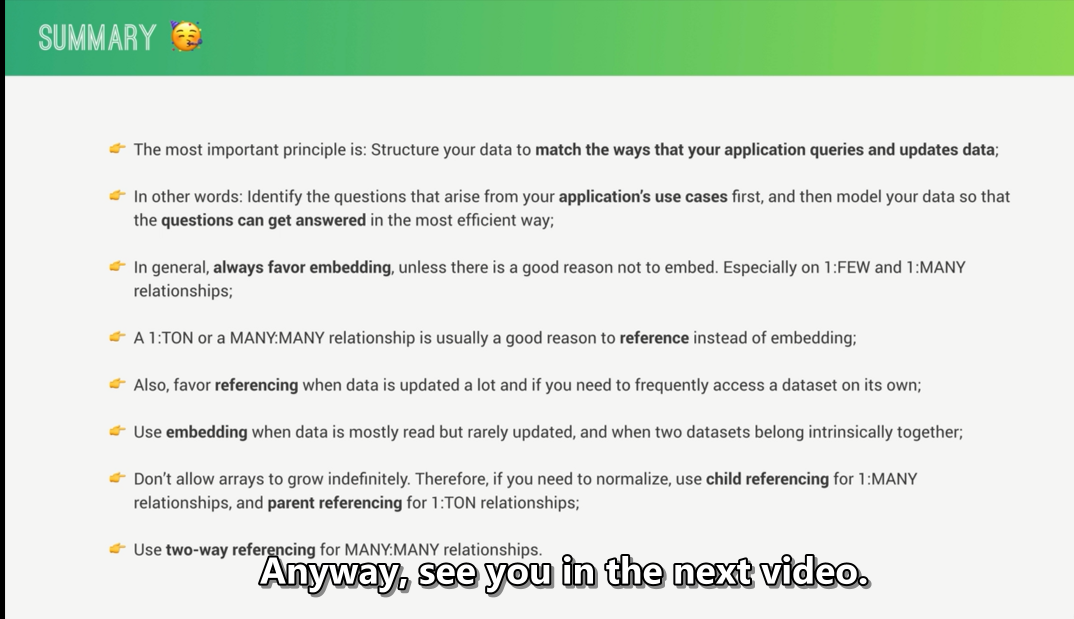 SUMMARY 🥳
👉 The most important principle is: Structure your data to match the ways that your application queries and updates data;
👉 In other words: Identify the questions that arise from your application's use cases first, and then model your data so that
the questions can get answered in the most efficient way;
👉 In general, always favor embedding, unless there is a good reason not to embed. Especially on 1:FEW and 1:MANY
relationships;
👉 A 1:TON or a MANY:MANY relationship is usually a good reason to reference instead of embedding;
👉 Also, favor referencing when data is updated a lot and if you need to frequently access a dataset on its own;
👉 Use embedding when data is mostly read but rarely updated, and when two datasets belong intrinsically together;
👉 Don't allow arrays to grow indefinitely. Therefore, if you need to normalize, use child referencing for 1:MANY
relationships, and parent referencing for 1:TON relationships;
👉 Use two-way referencing for MANY:MANY relationships.
Anyway, see you in the next video.